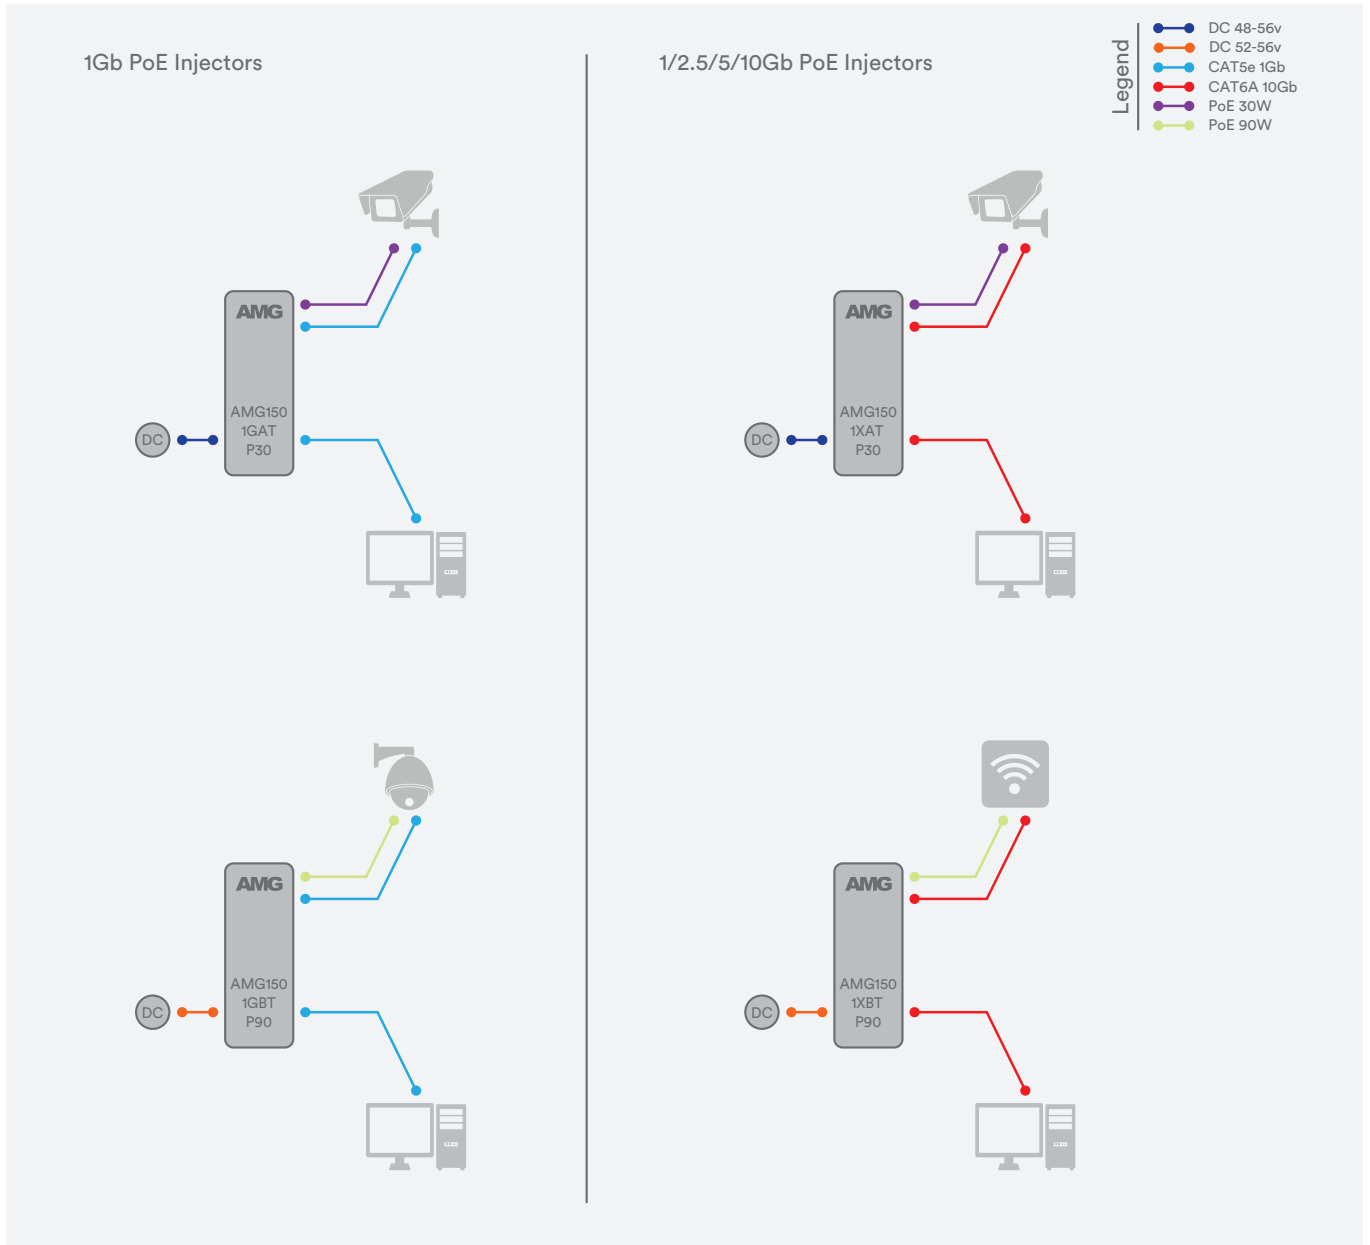 1Gb PoE Injectors
1/2.5/5/10Gb PoE Injectors
Legend
DC 48-56v
DC 52-56v
CAT5e 1Gb
CAT6A 10Gb
PoE 30W
PoE 90W
AMG
AMG150
1GAT
P30
DC
AMG
AMG150
1XAT
P30
DC
AMG
AMG150
1GBT
P90
DC
AMG
AMG150
1XBT
P90
DC